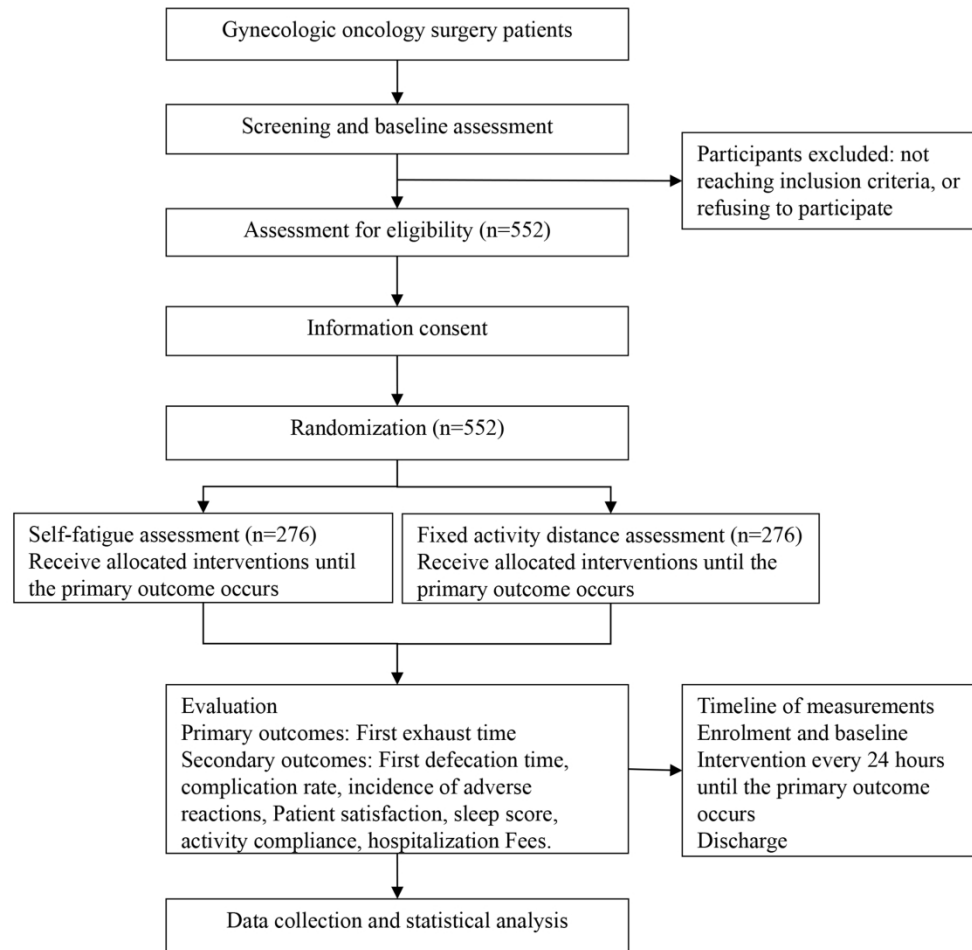 Gynecologic oncology surgery patients
Screening and baseline assessment
Participants excluded: not
reaching inclusion criteria, or
refusing to participate
Assessment for eligibility (n=552)
Information consent
Randomization (n=552)
Self-fatigue assessment (n=276)
Receive allocated interventions until
the primary outcome occurs
Fixed activity distance assessment (n=276)
Receive allocated interventions until the
primary outcome occurs
Evaluation
Primary outcomes: First exhaust time
Secondary outcomes: First defecation time,
complication rate, incidence of adverse
reactions, Patient satisfaction, sleep score,
activity compliance, hospitalization Fees.
Timeline of measurements
Enrolment and baseline
Intervention every 24 hours
until the primary outcome
occurs
Discharge
Data collection and statistical analysis